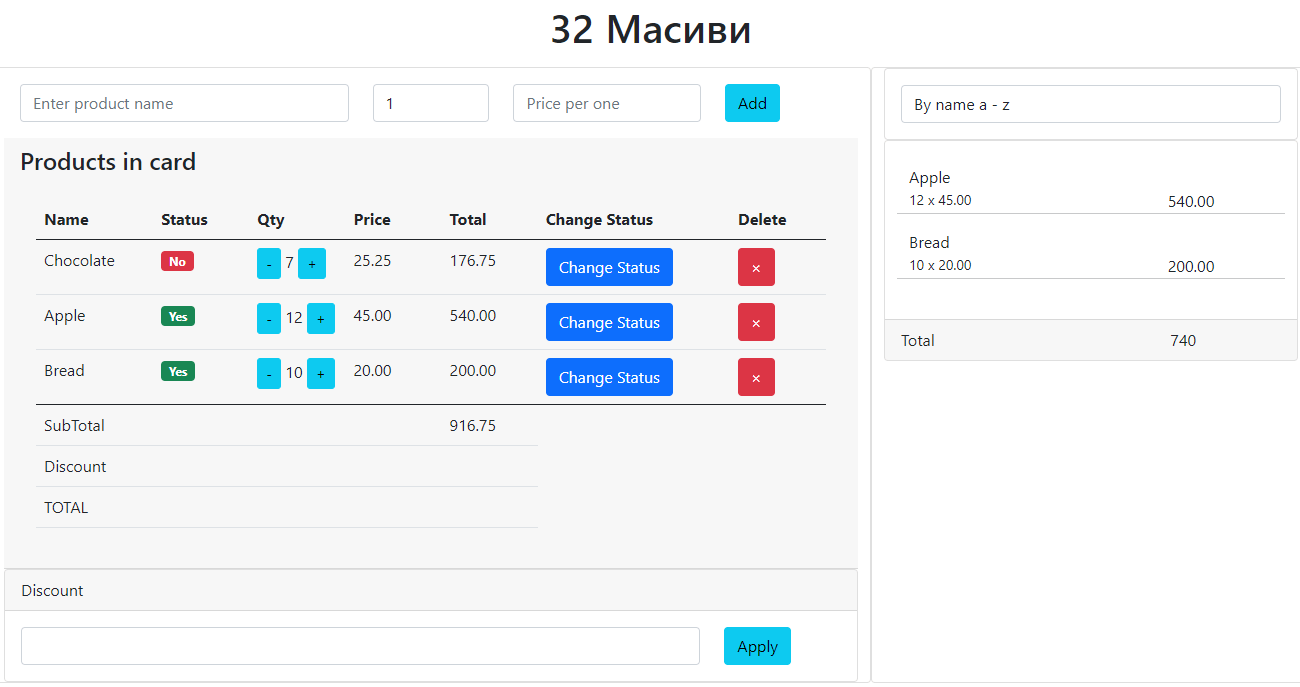 32 Масиви
Enter product name 1 Price per one Add
Products in card
Name Status Qty Price Total Change Status Delete
Chocolate No - 7 + 25.25 176.75 Change Status ×
Apple Yes - 12 + 45.00 540.00 Change Status ×
Bread Yes - 10 + 20.00 200.00 Change Status ×
SubTotal 916.75
Discount
TOTAL
Discount
Apply
By name a - z
Apple
12 x 45.00 540.00
Bread
10 x 20.00 200.00
Total 740